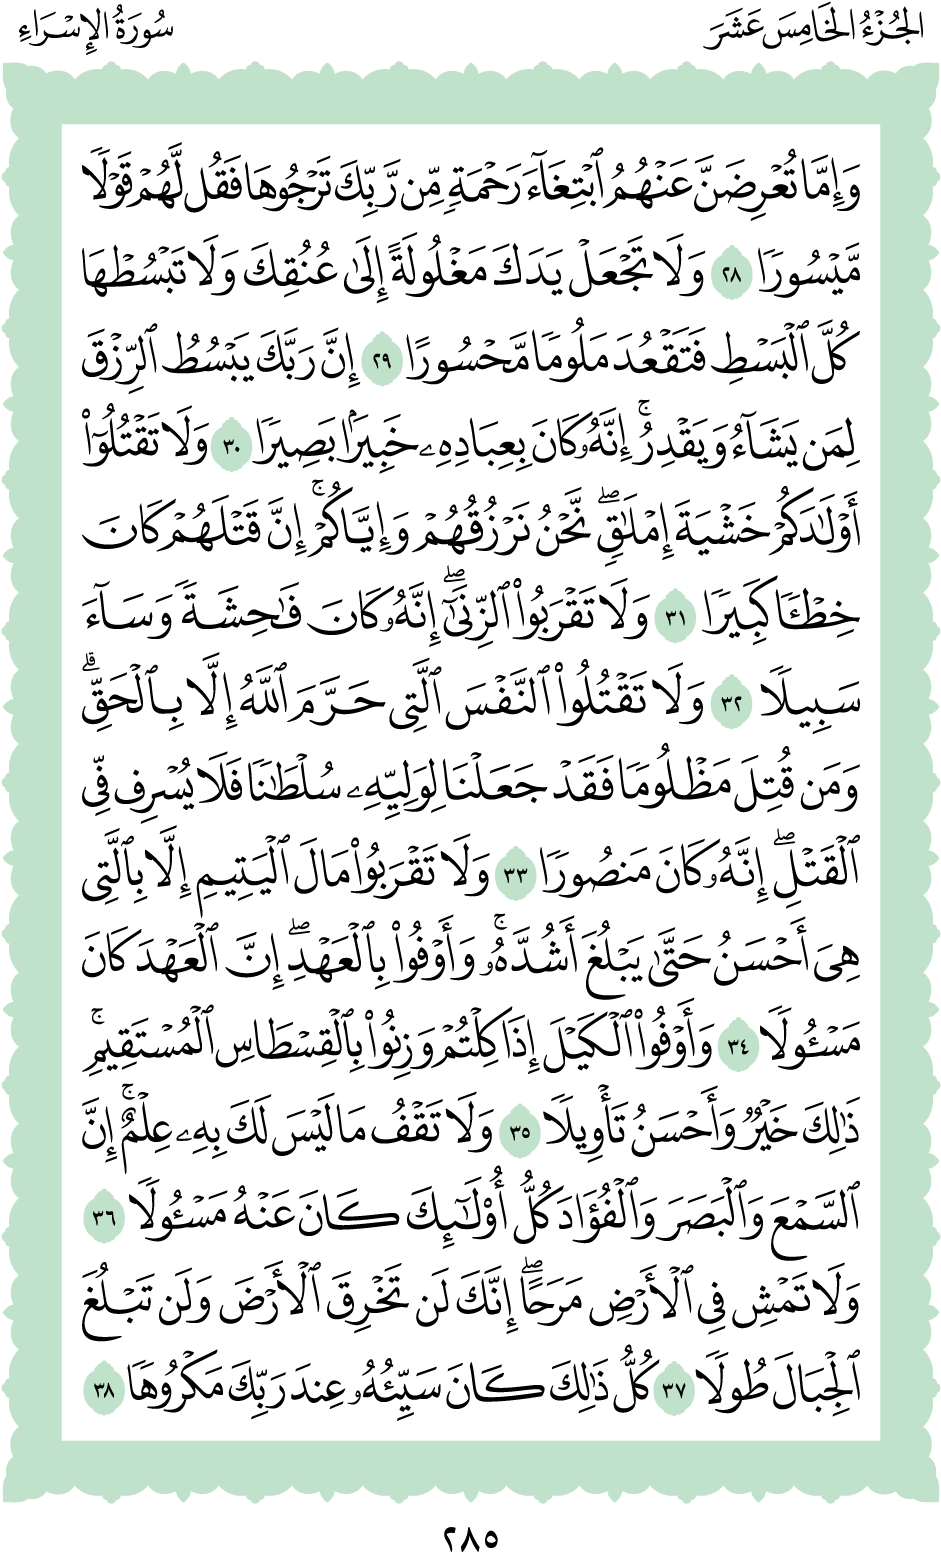 الجُزْءُ الخَامِسَ عَشَرَ
سُورَةُ الإِسْرَاءِ
وَإِمَّا تُعْرِضَنَّ عَنْهُمُ ٱبْتِغَآءَ رَحْمَةٍ مِّن رَّبِّكَ تَرْجُوهَا فَقُل لَّهُمْ قَوْلًا
مَّيْسُورًا ٢٨ وَلَا تَجْعَلْ يَدَكَ مَغْلُولَةً إِلَىٰ عُنُقِكَ وَلَا تَبْسُطْهَا
كُلَّ ٱلْبَسْطِ فَتَقْعُدَ مَلُومًا مَّحْسُورًا ٢٩ إِنَّ رَبَّكَ يَبْسُطُ ٱلرِّزْقَ
لِمَن يَشَآءُ وَيَقْدِرُ ۚ إِنَّهُۥ كَانَ بِعِبَادِهِۦ خَبِيرًۢا بَصِيرًا ٣٠ وَلَا تَقْتُلُوٓا۟
أَوْلَٰدَكُمْ خَشْيَةَ إِمْلَٰقٍ ۖ نَّحْنُ نَرْزُقُهُمْ وَإِيَّاكُمْ ۚ إِنَّ قَتْلَهُمْ كَانَ
خِطْـًٔا كَبِيرًا ٣١ وَلَا تَقْرَبُوا۟ ٱلزِّنَىٰٓ ۖ إِنَّهُۥ كَانَ فَٰحِشَةً وَسَآءَ
سَبِيلًا ٣٢ وَلَا تَقْتُلُوا۟ ٱلنَّفْسَ ٱلَّتِى حَرَّمَ ٱللَّهُ إِلَّا بِٱلْحَقِّ ۗ
وَمَن قُتِلَ مَظْلُومًا فَقَدْ جَعَلْنَا لِوَلِيِّهِۦ سُلْطَٰنًا فَلَا يُسْرِف فِّى
ٱلْقَتْلِ ۖ إِنَّهُۥ كَانَ مَنصُورًا ٣٣ وَلَا تَقْرَبُوا۟ مَالَ ٱلْيَتِيمِ إِلَّا بِٱلَّتِى
هِىَ أَحْسَنُ حَتَّىٰ يَبْلُغَ أَشُدَّهُۥ ۚ وَأَوْفُوا۟ بِٱلْعَهْدِ ۖ إِنَّ ٱلْعَهْدَ كَانَ
مَسْـُٔولًا ٣٤ وَأَوْفُوا۟ ٱلْكَيْلَ إِذَا كِلْتُمْ وَزِنُوا۟ بِٱلْقِسْطَاسِ ٱلْمُسْتَقِيمِ ۚ
ذَٰلِكَ خَيْرٌ وَأَحْسَنُ تَأْوِيلًا ٣٥ وَلَا تَقْفُ مَا لَيْسَ لَكَ بِهِۦ عِلْمٌ ۚ إِنَّ
ٱلسَّمْعَ وَٱلْبَصَرَ وَٱلْفُؤَادَ كُلُّ أُو۟لَٰٓئِكَ كَانَ عَنْهُ مَسْـُٔولًا ٣٦
وَلَا تَمْشِ فِى ٱلْأَرْضِ مَرَحًا ۖ إِنَّكَ لَن تَخْرِقَ ٱلْأَرْضَ وَلَن تَبْلُغَ
ٱلْجِبَالَ طُولًا ٣٧ كُلُّ ذَٰلِكَ كَانَ سَيِّئُهُۥ عِندَ رَبِّكَ مَكْرُوهًا ٣٨
٢٨٥